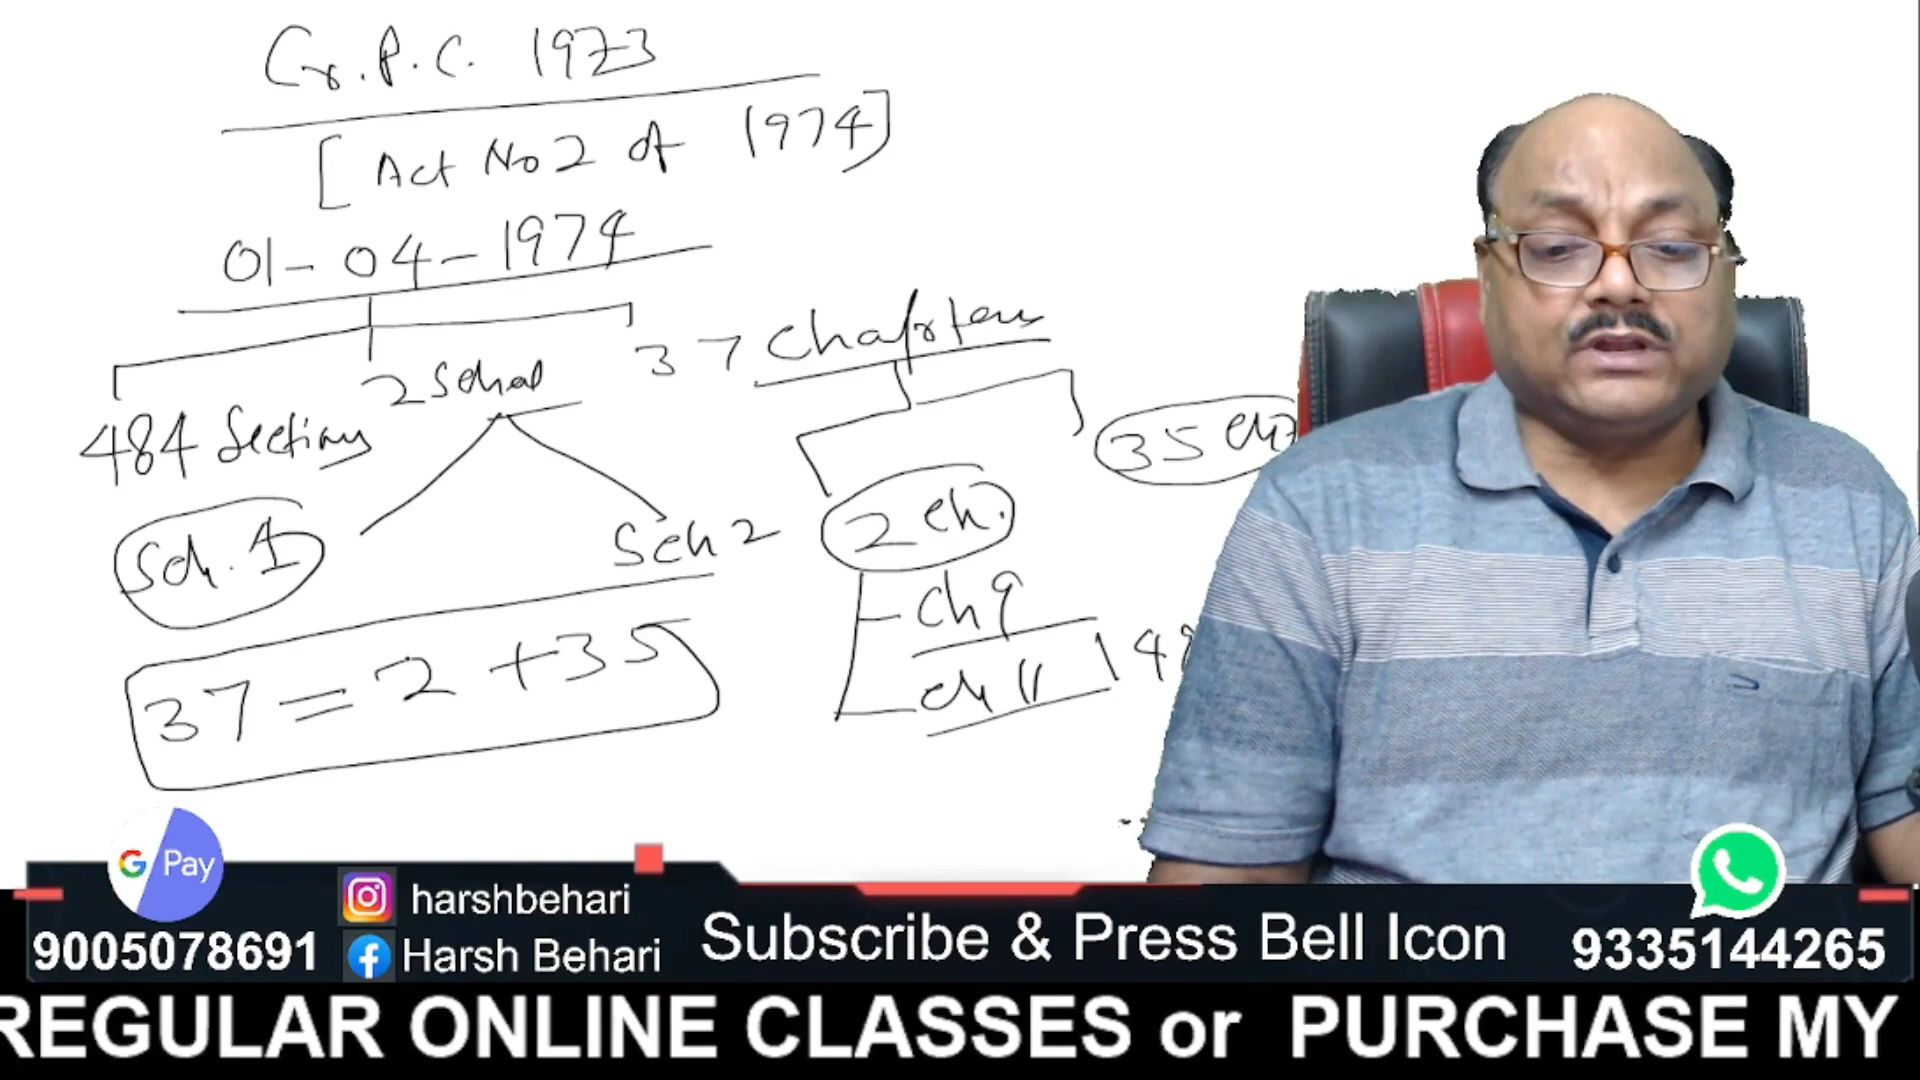 Cr. P. C. 1973
[Act No 2 of 1974]
01-04-1974
37 Chapters
484 Sections
2 Sched
35 ch
Sch. 1
Sch 2
2 ch.
ch 9
ch 11
37 = 2 + 35
G Pay
9005078691
harshbehari
Harsh Behari
Subscribe & Press Bell Icon
9335144265
REGULAR ONLINE CLASSES or PURCHASE MY